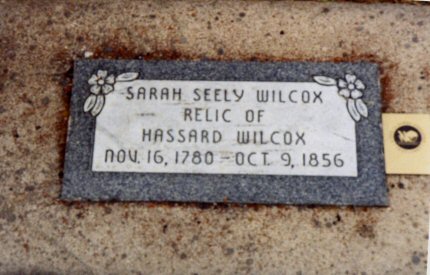 SARAH SEELY WILCOX
RELIC OF
HASSARD WILCOX
NOV. 16, 1780 - OCT. 9, 1856